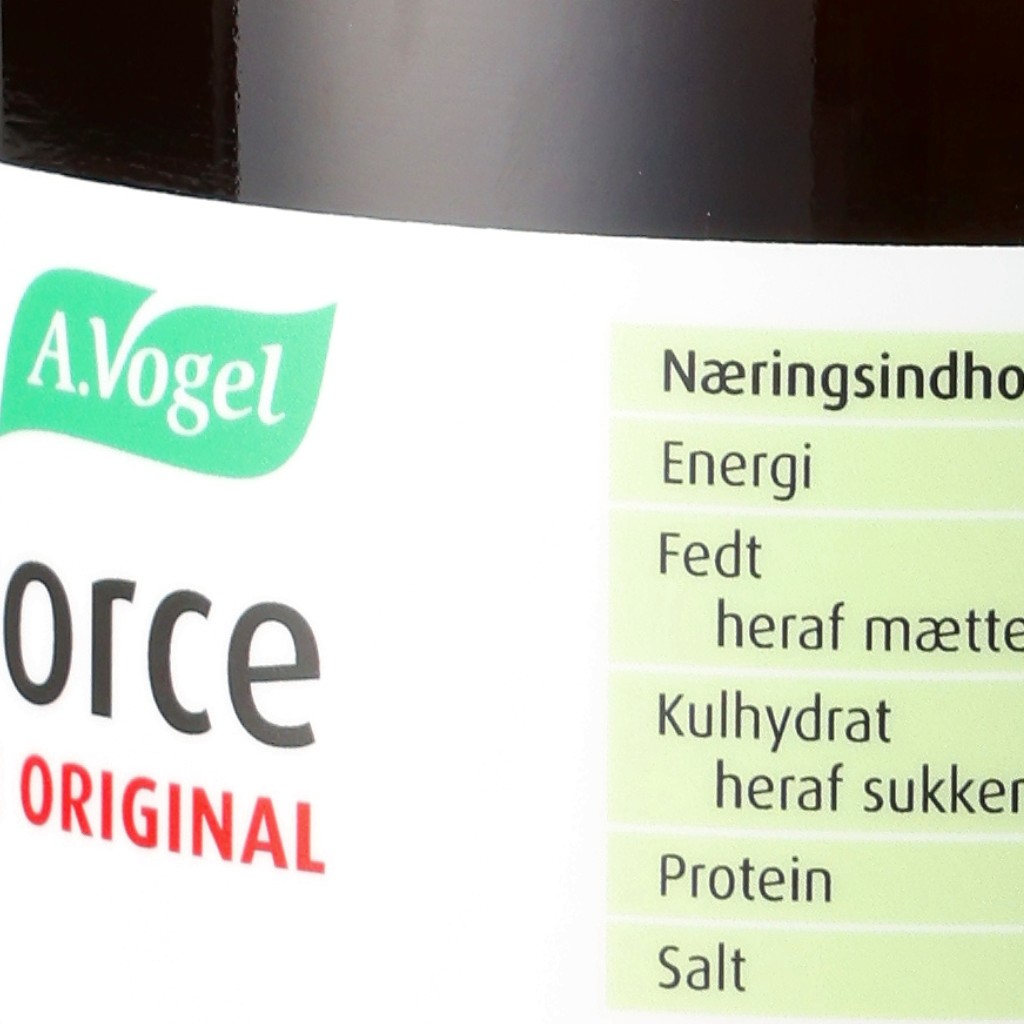 A.Vogel
orce
ORIGINAL
Næringsindho
Energi
Fedt
heraf mætte
Kulhydrat
heraf sukker
Protein
Salt